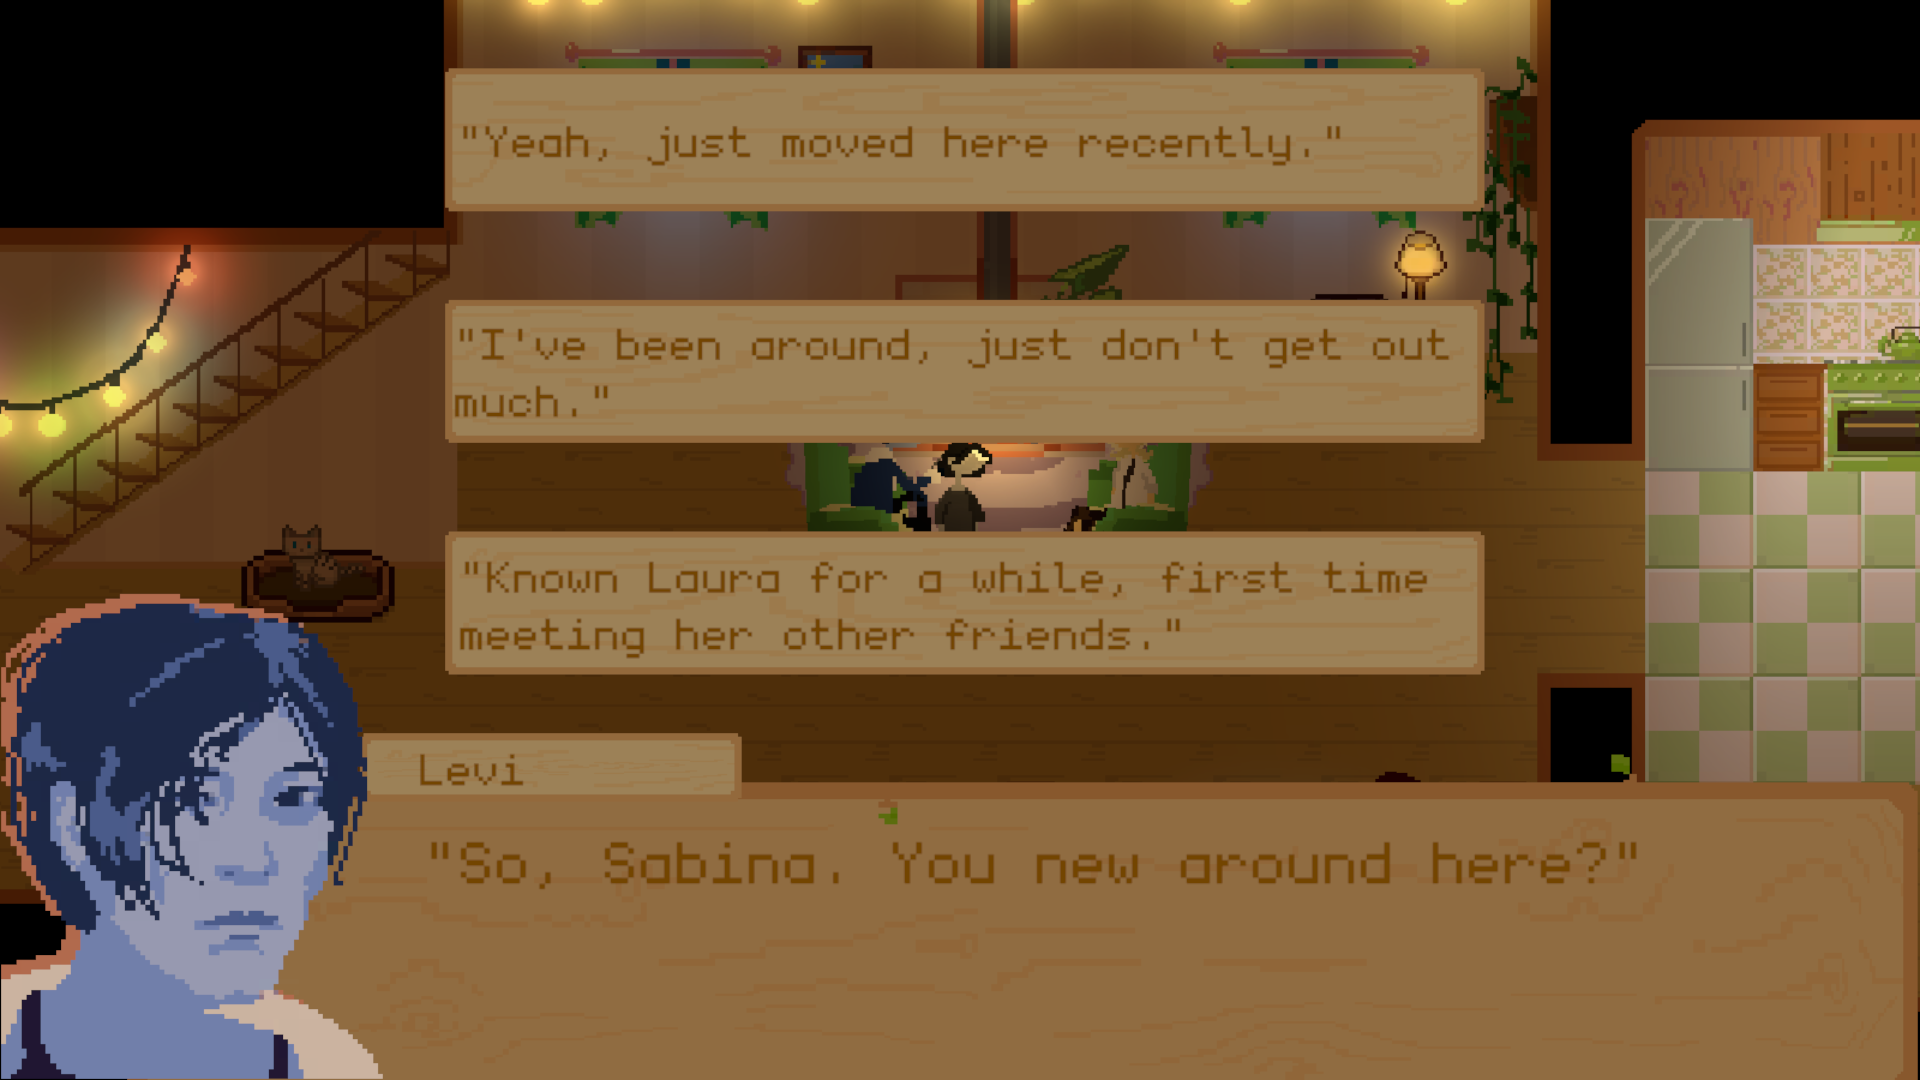 "Yeah, just moved here recently."
"I've been around, just don't get out
much."
"Known Laura for a while, first time
meeting her other friends."
Levi
"So, Sabina. You new around here?"